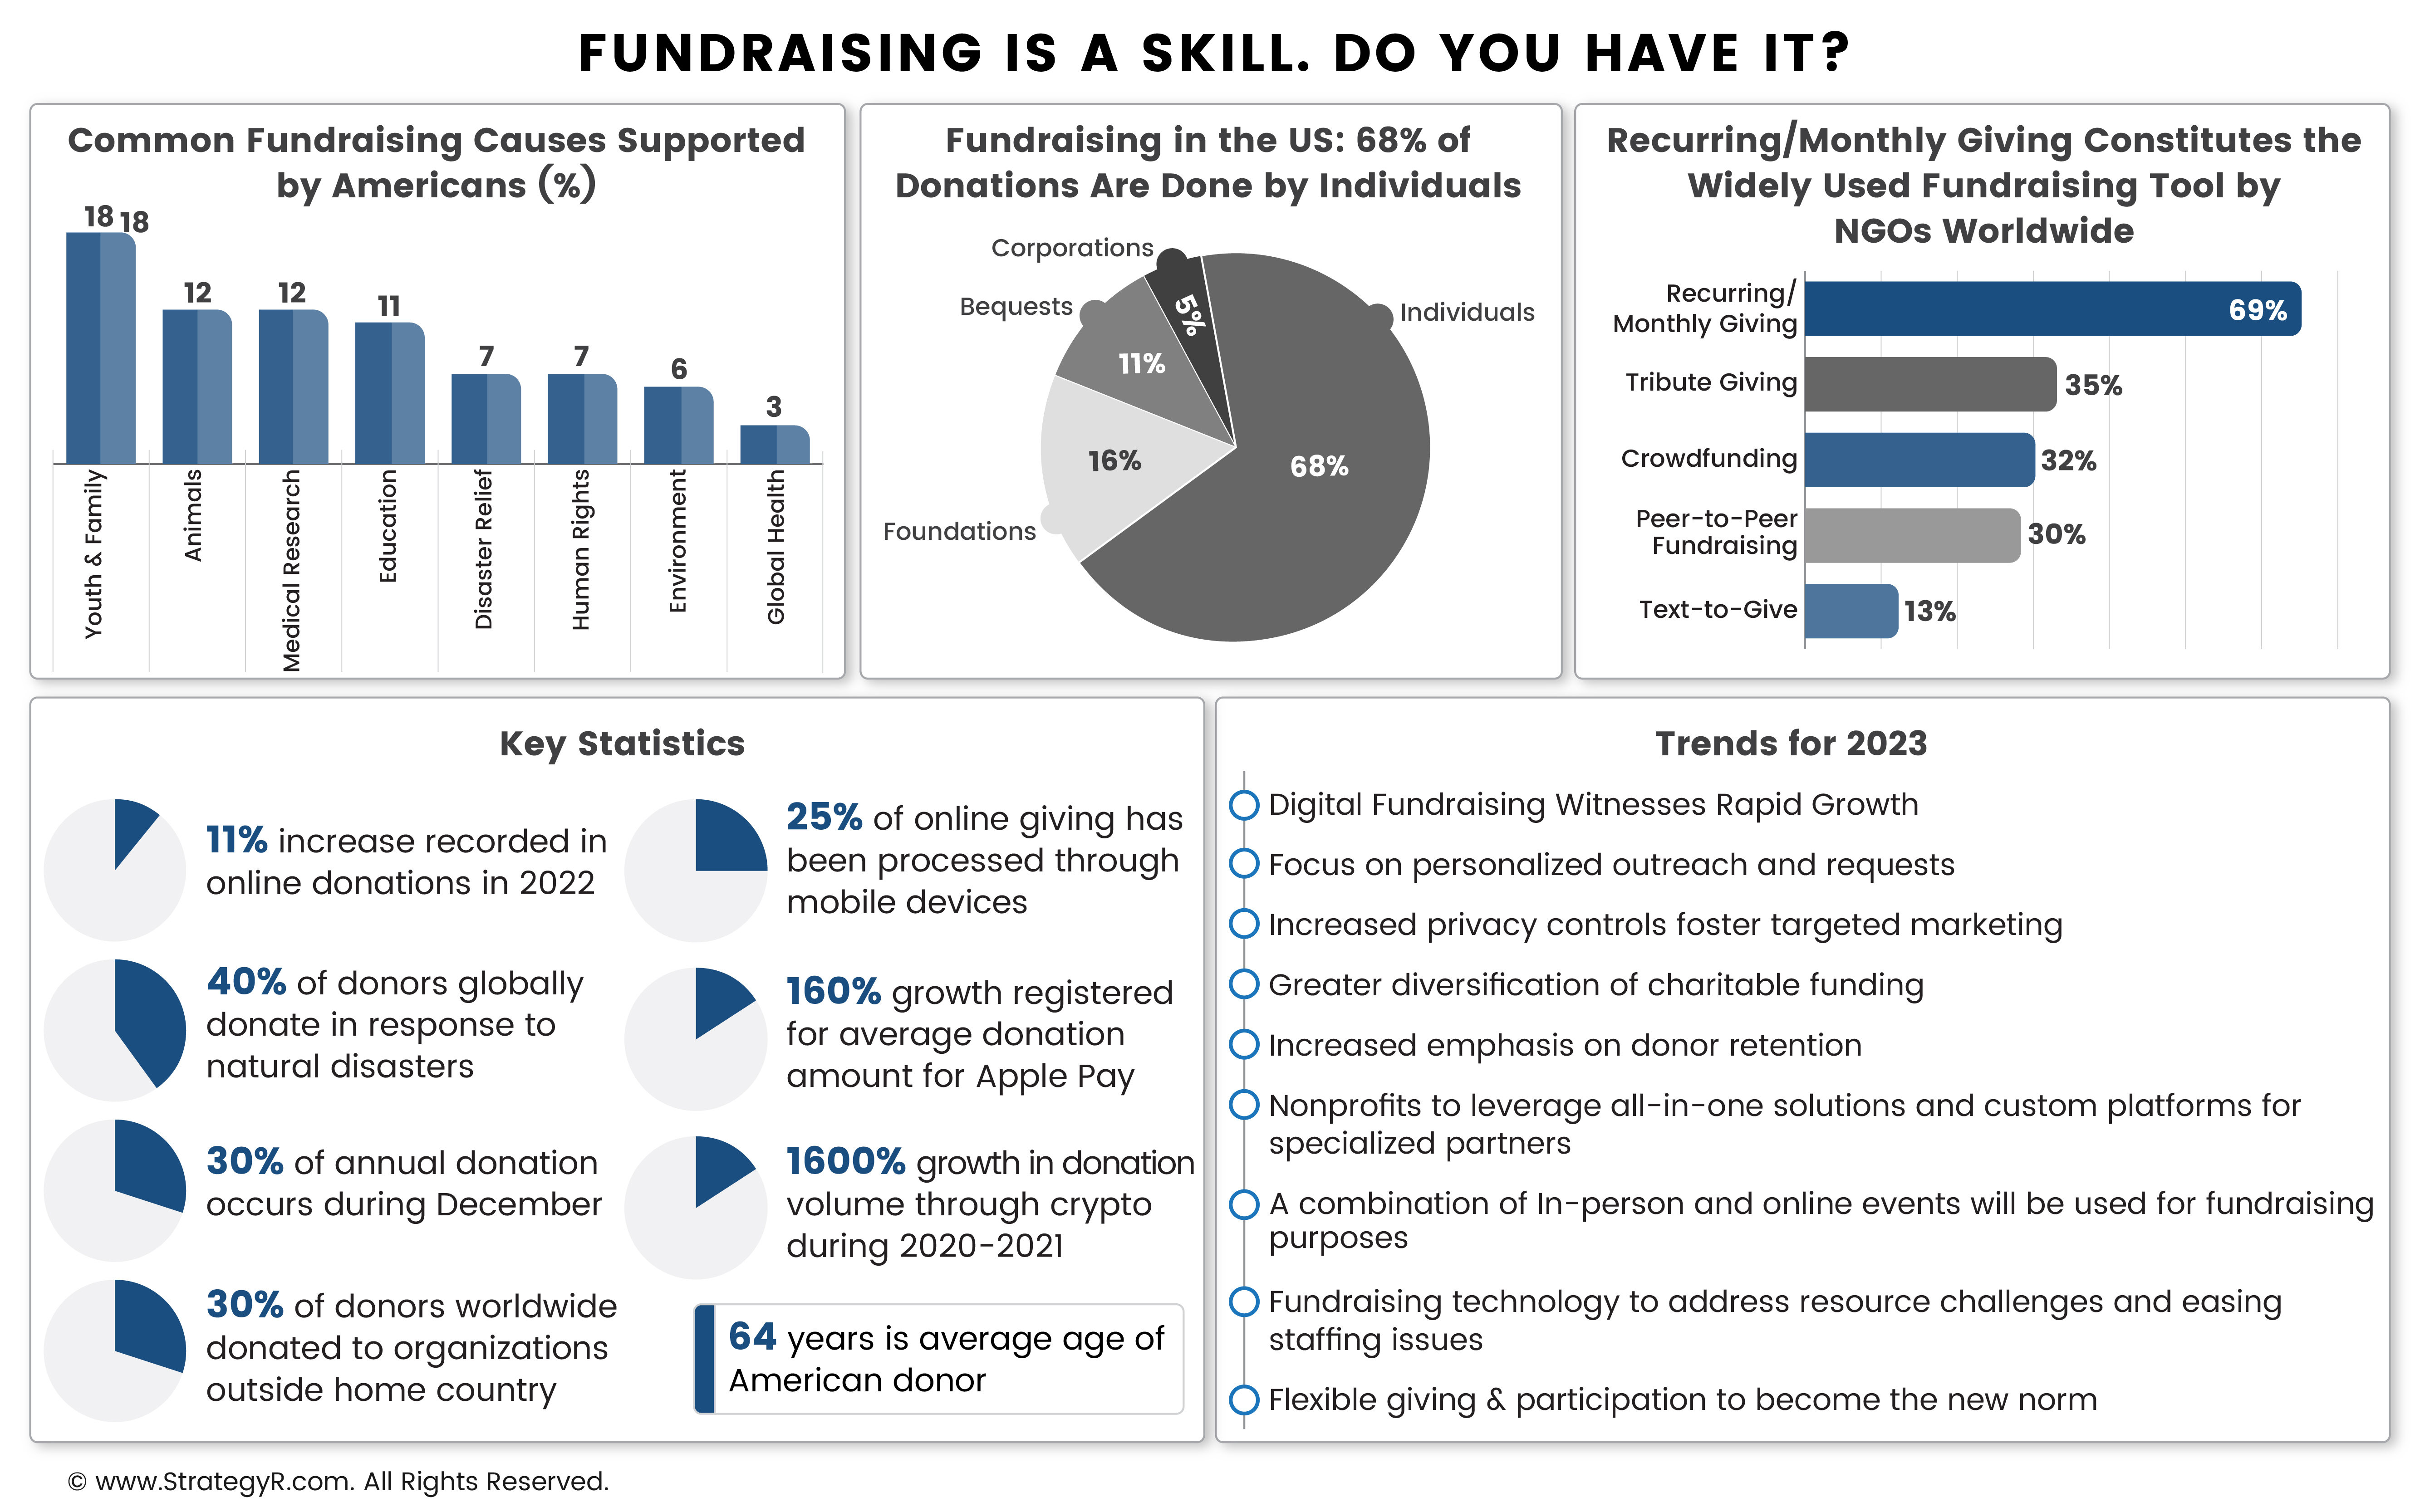 FUNDRAISING IS A SKILL. DO YOU HAVE IT?
Common Fundraising Causes Supported
by Americans (%)
18 18
12
12
11
7
7
6
3
Youth & Family
Animals
Medical Research
Education
Disaster Relief
Human Rights
Environment
Global Health
Fundraising in the US: 68% of
Donations Are Done by Individuals
Corporations
Bequests
Individuals
Foundations
5%
11%
16%
68%
Recurring/Monthly Giving Constitutes the
Widely Used Fundraising Tool by
NGOs Worldwide
Recurring/
Monthly Giving
69%
Tribute Giving
35%
Crowdfunding
32%
Peer-to-Peer
Fundraising
30%
Text-to-Give
13%
Key Statistics
11% increase recorded in
online donations in 2022
40% of donors globally
donate in response to
natural disasters
30% of annual donation
occurs during December
30% of donors worldwide
donated to organizations
outside home country
25% of online giving has
been processed through
mobile devices
160% growth registered
for average donation
amount for Apple Pay
1600% growth in donation
volume through crypto
during 2020-2021
64 years is average age of
American donor
Trends for 2023
Digital Fundraising Witnesses Rapid Growth
Focus on personalized outreach and requests
Increased privacy controls foster targeted marketing
Greater diversification of charitable funding
Increased emphasis on donor retention
Nonprofits to leverage all-in-one solutions and custom platforms for
specialized partners
A combination of In-person and online events will be used for fundraising
purposes
Fundraising technology to address resource challenges and easing
staffing issues
Flexible giving & participation to become the new norm
© www.StrategyR.com. All Rights Reserved.